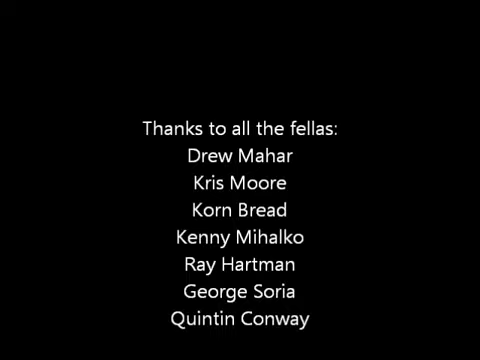 Thanks to all the fellas:
Drew Mahar
Kris Moore
Korn Bread
Kenny Mihalko
Ray Hartman
George Soria
Quintin Conway